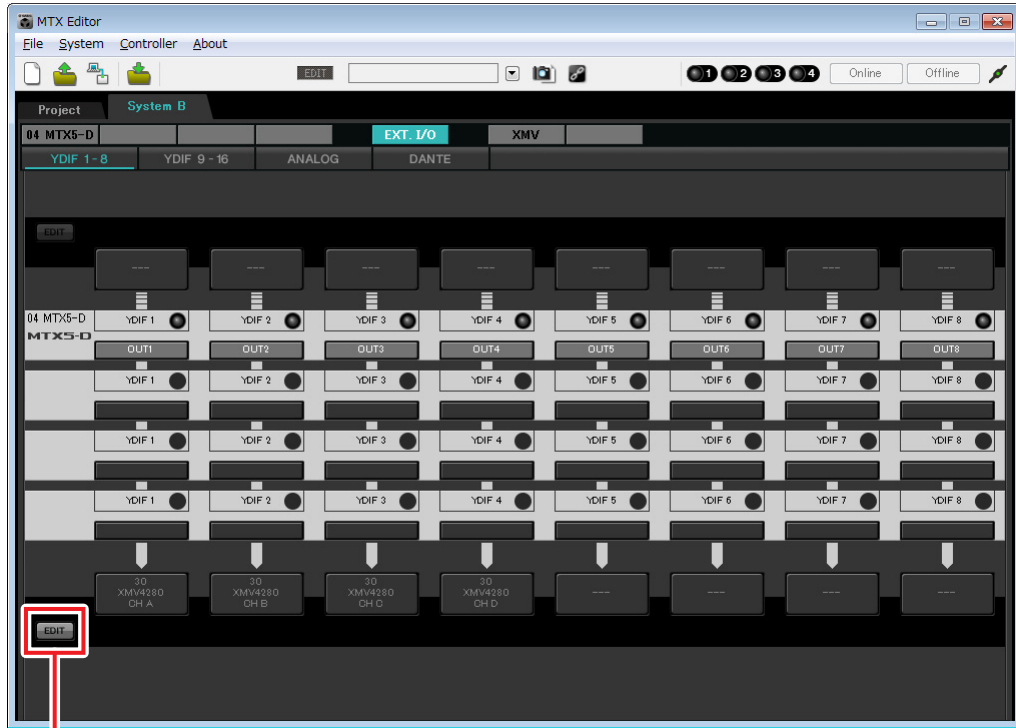 MTX Editor
File System Controller About
EDIT 1 2 3 4 Online Offline
Project System B
04 MTX5-D EXT. I/O XMV
YDIF 1 - 8 YDIF 9 - 16 ANALOG DANTE
EDIT
--- --- --- --- --- --- --- ---
04 MTX5-D YDIF 1 YDIF 2 YDIF 3 YDIF 4 YDIF 5 YDIF 6 YDIF 7 YDIF 8
MTX5-D
OUT1 OUT2 OUT3 OUT4 OUT5 OUT6 OUT7 OUT8
YDIF 1 YDIF 2 YDIF 3 YDIF 4 YDIF 5 YDIF 6 YDIF 7 YDIF 8
YDIF 1 YDIF 2 YDIF 3 YDIF 4 YDIF 5 YDIF 6 YDIF 7 YDIF 8
YDIF 1 YDIF 2 YDIF 3 YDIF 4 YDIF 5 YDIF 6 YDIF 7 YDIF 8
30 30 30 30
XMV4280 XMV4280 XMV4280 XMV4280 --- --- --- ---
CH A CH B CH C CH D
EDIT